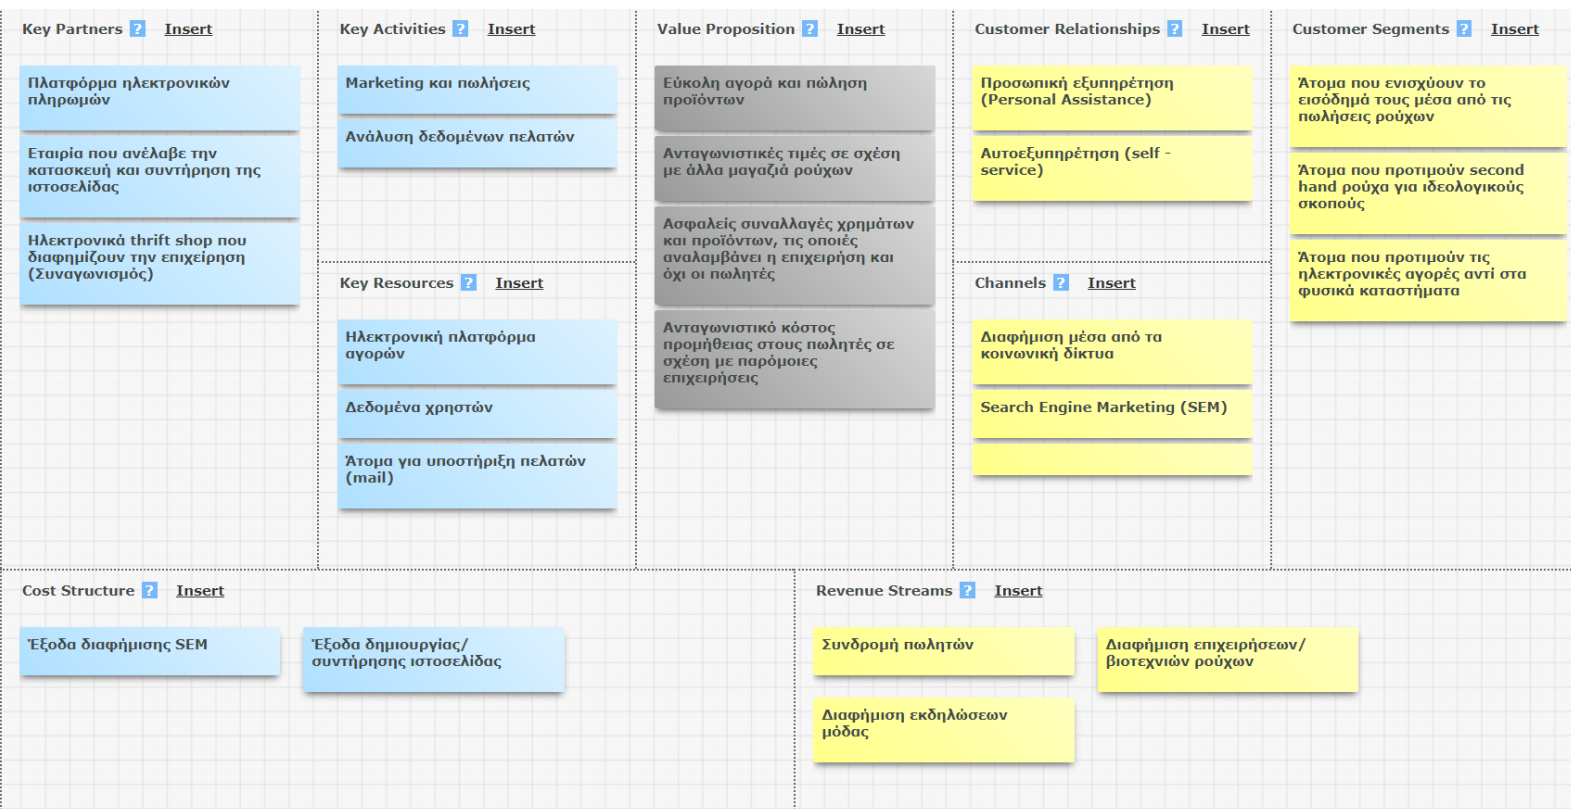 Key Partners ? Insert
Πλατφόρμα ηλεκτρονικών
πληρωμών
Εταιρία που ανέλαβε την
κατασκευή και συντήρηση της
ιστοσελίδας
Ηλεκτρονικά thrift shop που
διαφημίζουν την επιχείρηση
(Συναγωνισμός)
Key Activities ? Insert
Marketing και πωλήσεις
Ανάλυση δεδομένων πελατών
Key Resources ? Insert
Ηλεκτρονική πλατφόρμα
αγορών
Δεδομένα χρηστών
Άτομα για υποστήριξη πελατών
(mail)
Value Proposition ? Insert
Εύκολη αγορά και πώληση
προϊόντων
Ανταγωνιστικές τιμές σε σχέση
με άλλα μαγαζιά ρούχων
Ασφαλείς συναλλαγές χρημάτων
και προϊόντων, τις οποιές
αναλαμβάνει η επιχειρήση και
όχι οι πωλητές
Ανταγωνιστικό κόστος
προμήθειας στους πωλητές σε
σχέση με παρόμοιες
επιχειρήσεις
Customer Relationships ? Insert
Προσωπική εξυπηρέτηση
(Personal Assistance)
Αυτοεξυπηρέτηση (self -
service)
Channels ? Insert
Διαφήμιση μέσα από τα
κοινωνική δίκτυα
Search Engine Marketing (SEM)
Customer Segments ? Insert
Άτομα που ενισχύουν το
εισόδημά τους μέσα από τις
πωλήσεις ρούχων
Άτομα που προτιμούν second
hand ρούχα για ιδεολογικούς
σκοπούς
Άτομα που προτιμούν τις
ηλεκτρονικές αγορές αντί στα
φυσικά καταστήματα
Cost Structure ? Insert
Έξοδα διαφήμισης SEM
Έξοδα δημιουργίας/
συντήρησης ιστοσελίδας
Revenue Streams ? Insert
Συνδρομή πωλητών
Διαφήμιση επιχειρήσεων/
βιοτεχνιών ρούχων
Διαφήμιση εκδηλώσεων
μόδας